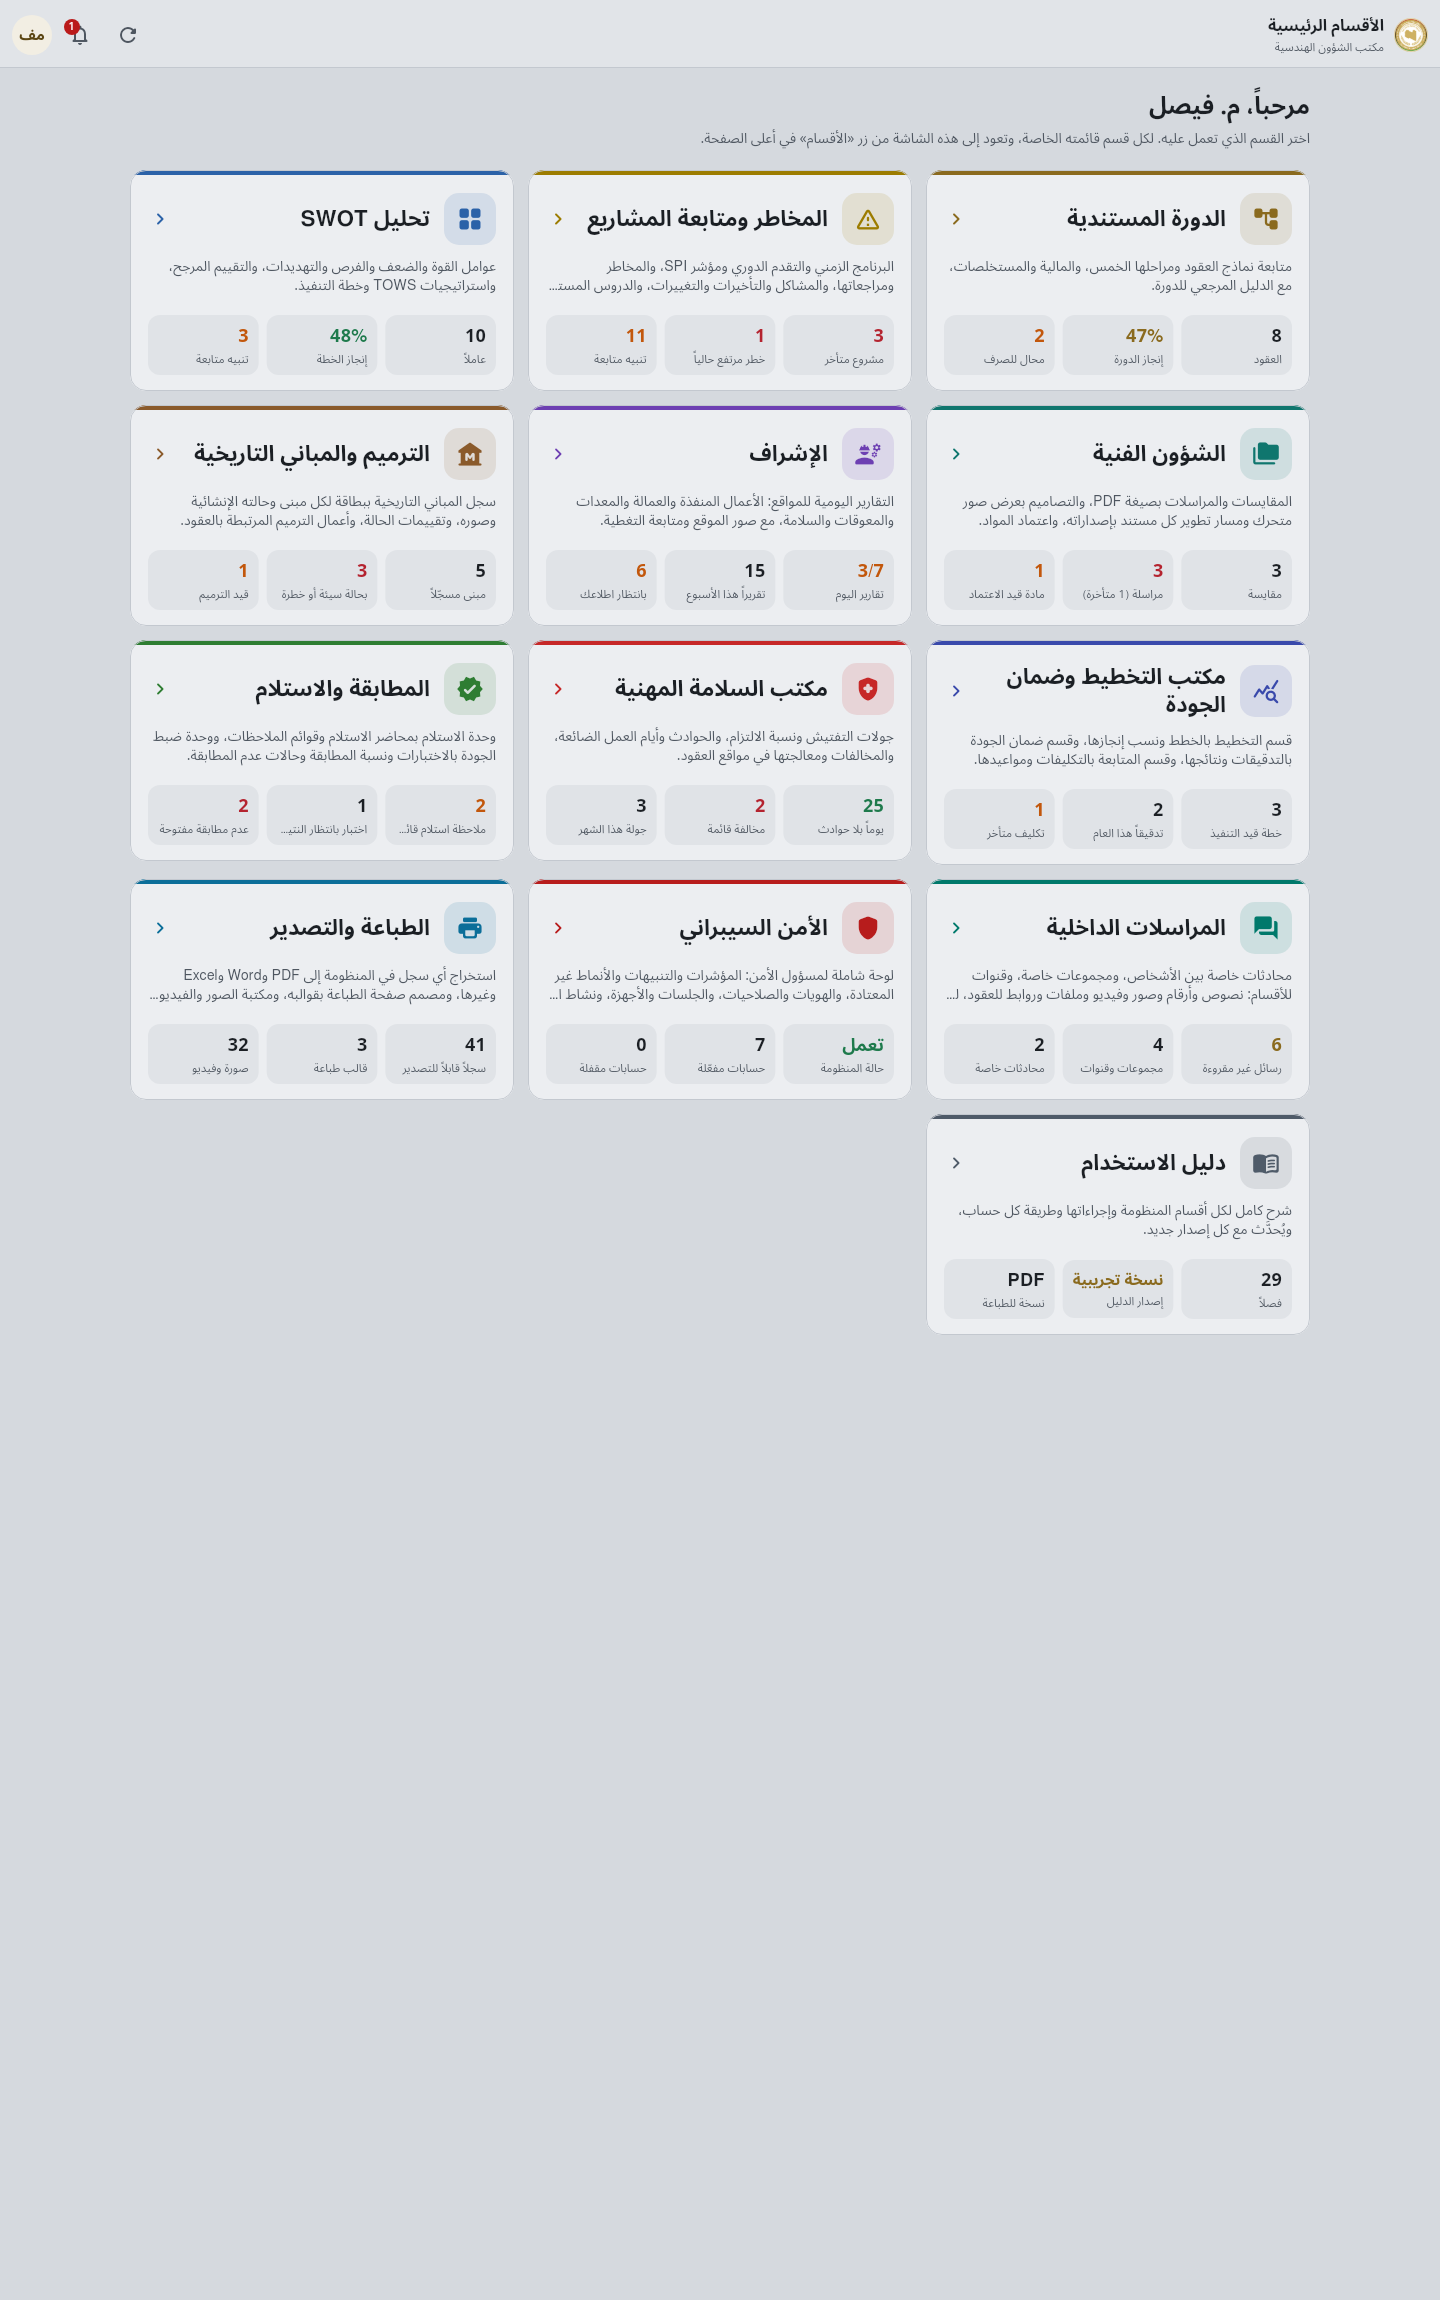 الأقسام الرئيسية
مكتب الشؤون الهندسية
1
مف
مرحباً، م. فيصل
اختر القسم الذي تعمل عليه. لكل قسم قائمته الخاصة، وتعود إلى هذه الشاشة من زر «الأقسام» في أعلى الصفحة.
الدورة المستندية
متابعة نماذج العقود ومراحلها الخمس، والمالية والمستخلصات،
مع الدليل المرجعي للدورة.
8
العقود
47%
إنجاز الدورة
2
محال للصرف
المخاطر ومتابعة المشاريع
البرنامج الزمني والتقدم الدوري ومؤشر SPI، والمخاطر
ومراجعاتها، والمشاكل والتأخيرات والتغييرات، والدروس المستـ...
3
مشروع متأخر
1
خطر مرتفع حالياً
11
تنبيه متابعة
تحليل SWOT
عوامل القوة والضعف والفرص والتهديدات، والتقييم المرجح،
واستراتيجيات TOWS وخطة التنفيذ.
10
عاملاً
48%
إنجاز الخطة
3
تنبيه متابعة
الشؤون الفنية
المقايسات والمراسلات بصيغة PDF، والتصاميم بعرض صور
متحرك ومسار تطوير كل مستند بإصداراته، واعتماد المواد.
3
مقايسة
3
مراسلة (1 متأخرة)
1
مادة قيد الاعتماد
الإشراف
التقارير اليومية للمواقع: الأعمال المنفذة والعمالة والمعدات
والمعوقات والسلامة، مع صور الموقع ومتابعة التغطية.
3/7
تقارير اليوم
15
تقريراً هذا الأسبوع
6
بانتظار اطلاعك
الترميم والمباني التاريخية
سجل المباني التاريخية ببطاقة لكل مبنى وحالته الإنشائية
وصوره، وتقييمات الحالة، وأعمال الترميم المرتبطة بالعقود.
5
مبنى مسجّلاً
3
بحالة سيئة أو خطرة
1
قيد الترميم
مكتب التخطيط وضمان
الجودة
قسم التخطيط بالخطط ونسب إنجازها، وقسم ضمان الجودة
بالتدقيقات ونتائجها، وقسم المتابعة بالتكليفات ومواعيدها.
3
خطة قيد التنفيذ
2
تدقيقاً هذا العام
1
تكليف متأخر
مكتب السلامة المهنية
جولات التفتيش ونسبة الالتزام، والحوادث وأيام العمل الضائعة،
والمخالفات ومعالجتها في مواقع العقود.
25
يوماً بلا حوادث
2
مخالفة قائمة
3
جولة هذا الشهر
المطابقة والاستلام
وحدة الاستلام بمحاضر الاستلام وقوائم الملاحظات، ووحدة ضبط
الجودة بالاختبارات ونسبة المطابقة وحالات عدم المطابقة.
2
ملاحظة استلام قائـ...
1
اختبار بانتظار النتيـ...
2
عدم مطابقة مفتوحة
المراسلات الداخلية
محادثات خاصة بين الأشخاص، ومجموعات خاصة، وقنوات
للأقسام: نصوص وأرقام وصور وفيديو وملفات وروابط للعقود، لـ...
6
رسائل غير مقروءة
4
مجموعات وقنوات
2
محادثات خاصة
الأمن السيبراني
لوحة شاملة لمسؤول الأمن: المؤشرات والتنبيهات والأنماط غير
المعتادة، والهويات والصلاحيات، والجلسات والأجهزة، ونشاط ا...
تعمل
حالة المنظومة
7
حسابات مفعّلة
0
حسابات مقفلة
الطباعة والتصدير
استخراج أي سجل في المنظومة إلى PDF وWord وExcel
وغيرها، ومصمم صفحة الطباعة بقوالبه، ومكتبة الصور والفيديو...
41
سجلاً قابلاً للتصدير
3
قالب طباعة
32
صورة وفيديو
دليل الاستخدام
شرح كامل لكل أقسام المنظومة وإجراءاتها وطريقة كل حساب،
ويُحدَّث مع كل إصدار جديد.
29
فصلاً
نسخة تجريبية
إصدار الدليل
PDF
نسخة للطباعة